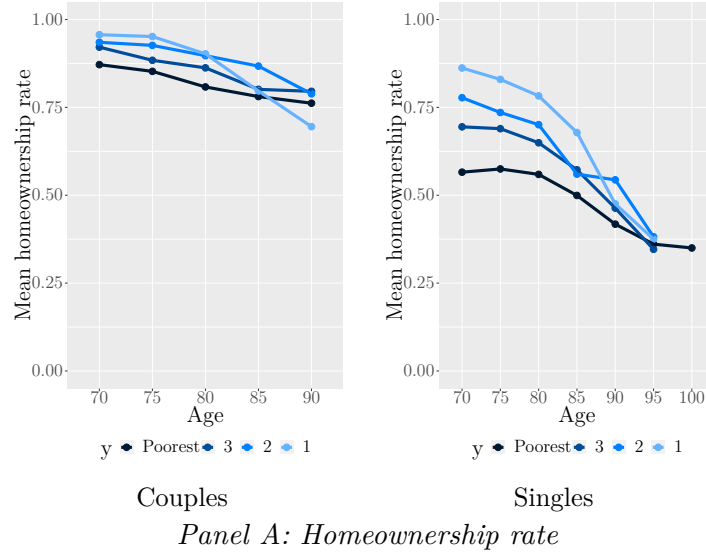 Mean homeownership rate
1.00
0.75
0.50
0.25
0.00
70 75 80 85 90
Age
y Poorest 3 2 1
Couples
Mean homeownership rate
1.00
0.75
0.50
0.25
0.00
70 75 80 85 90 95 100
Age
y Poorest 3 2 1
Singles
Panel A: Homeownership rate